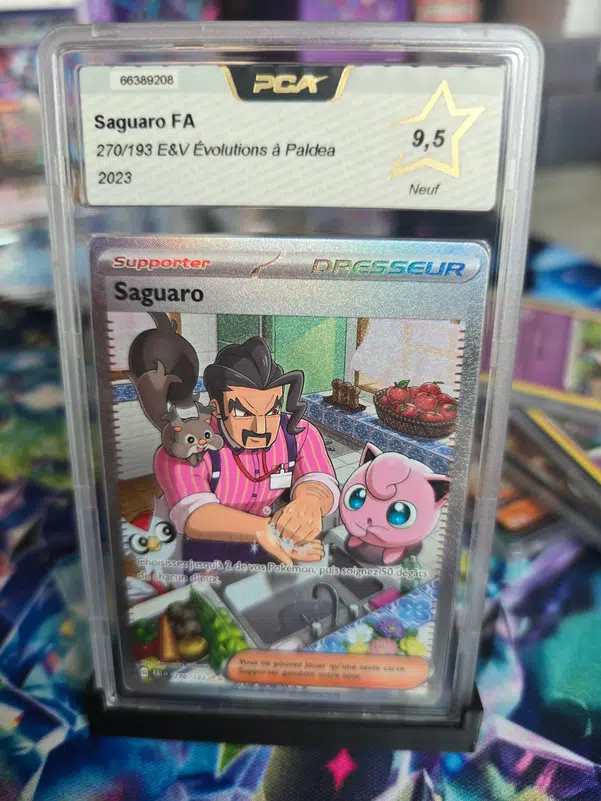 66389208
PCA
Saguaro FA
270/193 E&V Évolutions à Paldea
2023
9,5
Neuf
Supporter
DRESSEUR
Saguaro
Choisissez jusqu'à 2 de vos Pokémon, puis soignez 50 dégâts
de chacun d'eux.
Vous ne pouvez jouer qu'une seule carte
Supporter pendant votre tour.
270/193